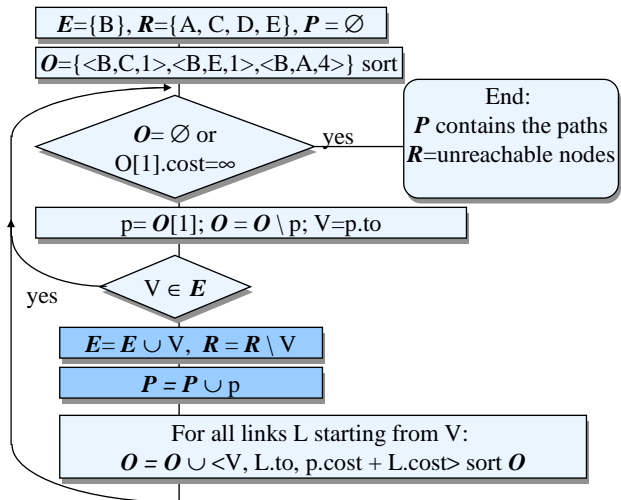 E={B}, R={A, C, D, E}, P = ∅
O={<B,C,1>,<B,E,1>,<B,A,4>} sort
O= ∅ or
O[1].cost=∞
yes
End:
P contains the paths
R=unreachable nodes
p= O[1]; O = O \ p; V=p.to
V ∈ E
yes
E= E ∪ V, R = R \ V
P = P ∪ p
For all links L starting from V:
O = O ∪ <V, L.to, p.cost + L.cost> sort O